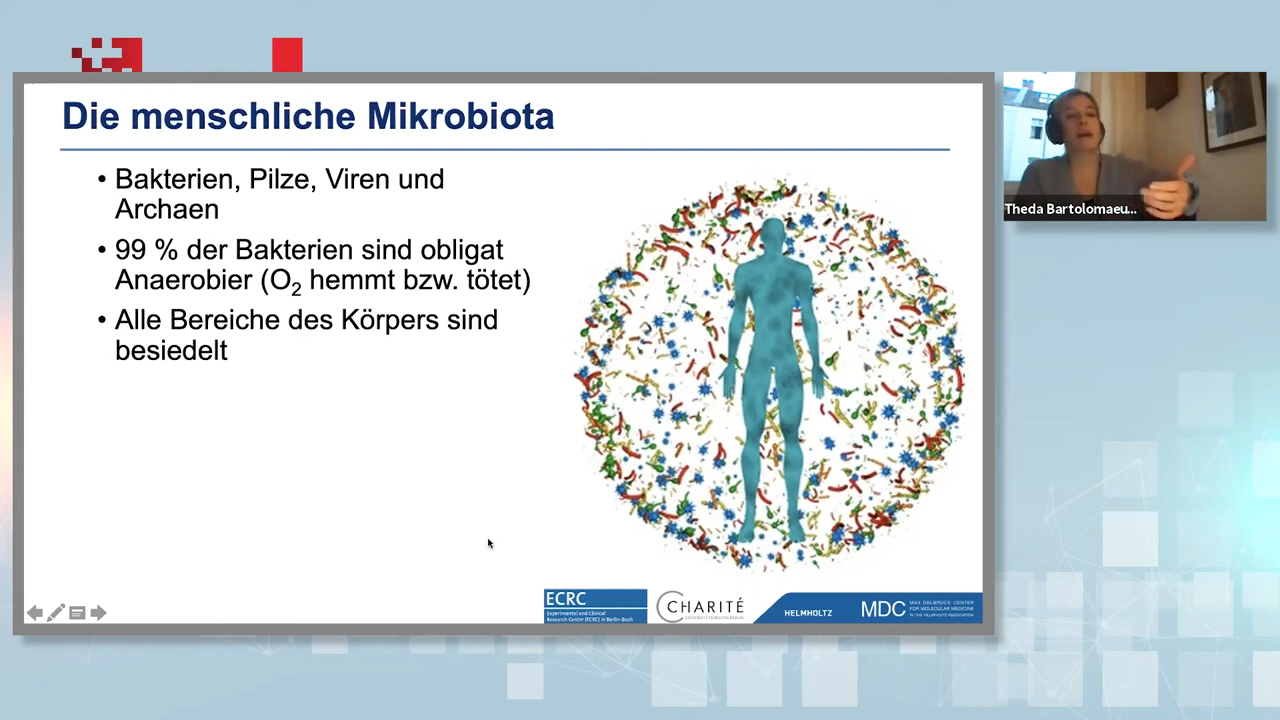 Die menschliche Mikrobiota
• Bakterien, Pilze, Viren und
Archaen
• 99 % der Bakterien sind obligat
Anaerobier (O₂ hemmt bzw. tötet)
• Alle Bereiche des Körpers sind
besiedelt
Theda Bartolomaeu...
ECRC
Experimental and Clinical
Research Center (ECRC) in Berlin-Buch
CHARITÉ
UNIVERSITÄTSMEDIZIN BERLIN
HELMHOLTZ
MDC
MAX DELBRÜCK CENTER
FOR MOLECULAR MEDICINE
IN THE HELMHOLTZ ASSOCIATION